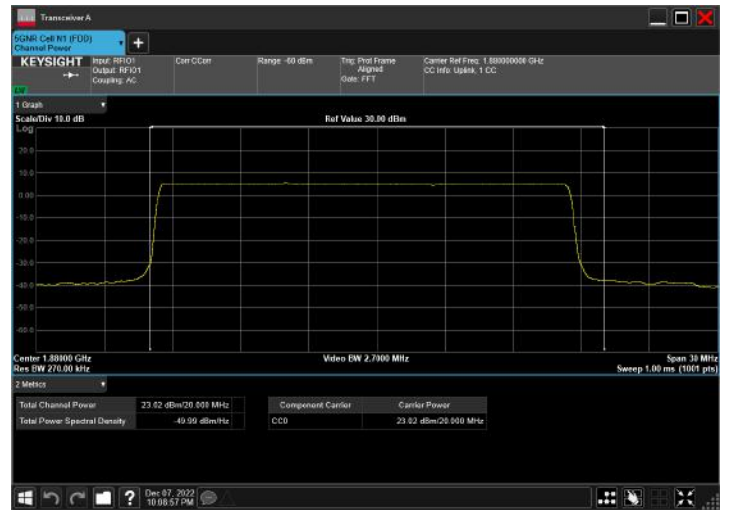 Transceiver A
5GNR Cell N1 (FDD)
Channel Power
+
KEYSIGHT
Input: RFIO1
Output: RFIO1
Coupling: AC
Corr CCorr
Range -60 dBm
Trig: Prot Frame
Aligned
Gate: FFT
Carrier Ref Freq: 1.880000000 GHz
CC Info: Uplink, 1 CC
1 Graph
Scale/Div 10.0 dB
Ref Value 30.00 dBm
Log
20.0
10.0
0.00
-10.0
-20.0
-30.0
-40.0
-50.0
-60.0
Center 1.88000 GHz
Video BW 2.7000 MHz
Span 30 MHz
Res BW 270.00 kHz
Sweep 1.00 ms (1001 pts)
2 Metrics
Total Channel Power 23.02 dBm/20.000 MHz
Total Power Spectral Density -49.99 dBm/Hz
Component Carrier Carrier Power
CC0 23.02 dBm/20.000 MHz
?
Dec 07, 2022
10:08:57 PM